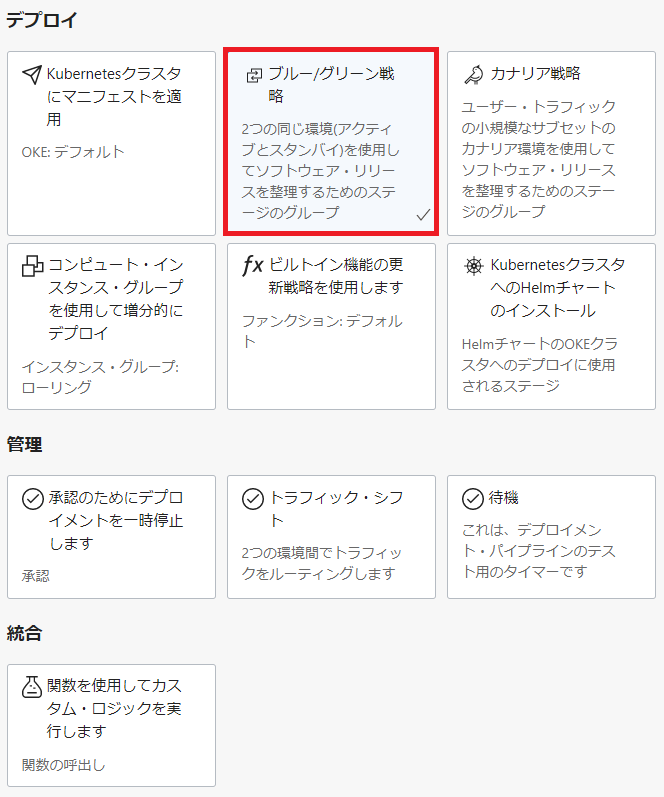 デプロイ
Kubernetesクラスタ
にマニフェストを適
用
OKE: デフォルト
ブルー/グリーン戦
略
2つの同じ環境(アクティ
ブとスタンバイ)を使用し
てソフトウェア・リリー
スを整理するためのステ
ージのグループ
カナリア戦略
ユーザー・トラフィック
の小規模なサブセットの
カナリア環境を使用して
ソフトウェア・リリース
を整理するためのステー
ジのグループ
コンピュート・イン
スタンス・グループ
を使用して増分的に
デプロイ
インスタンス・グループ:
ローリング
fx ビルトイン機能の更
新戦略を使用します
ファンクション: デフォル
ト
Kubernetesクラスタ
へのHelmチャート
のインストール
HelmチャートのOKEクラ
スタへのデプロイに使用
されるステージ
管理
承認のためにデプロ
イメントを一時停止
します
承認
トラフィック・シフ
ト
2つの環境間でトラフィッ
クをルーティングします
待機
これは、デプロイメン
ト・パイプラインのテス
ト用のタイマーです
統合
関数を使用してカス
タム・ロジックを実
行します
関数の呼出し